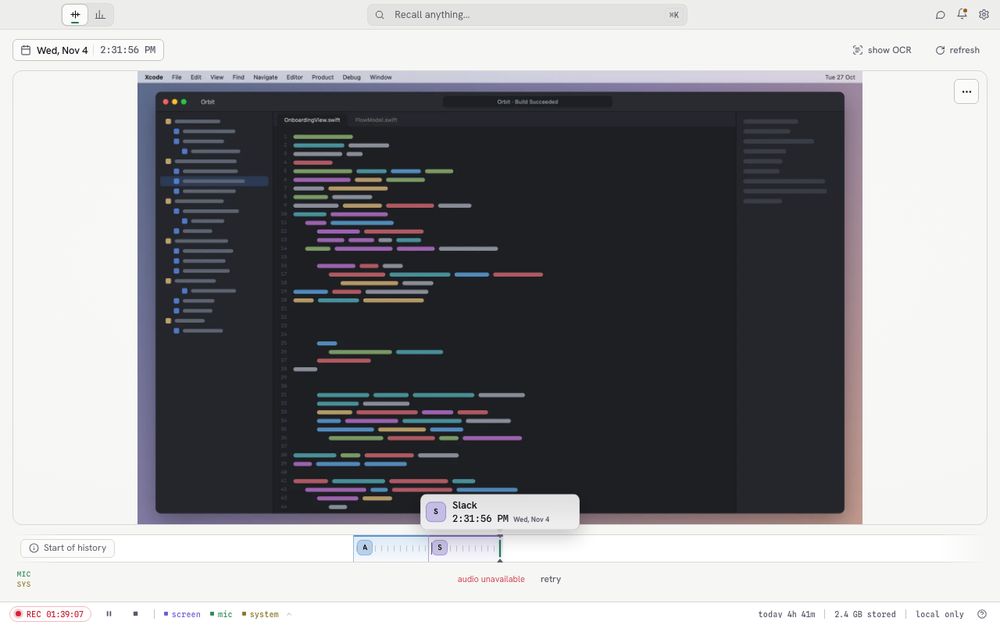 Recall anything...
⌘K
Wed, Nov 4 2:31:56 PM
show OCR
refresh
Xcode File Edit View Find Navigate Editor Product Debug Window
Tue 27 Oct
Orbit
Orbit - Build Succeeded
OnboardingView.swift FlowModel.swift
Slack
S
2:31:56 PM Wed, Nov 4
Start of history
A
S
MIC
SYS
audio unavailable retry
REC 01:39:07
screen mic system
today 4h 41m
2.4 GB stored
local only